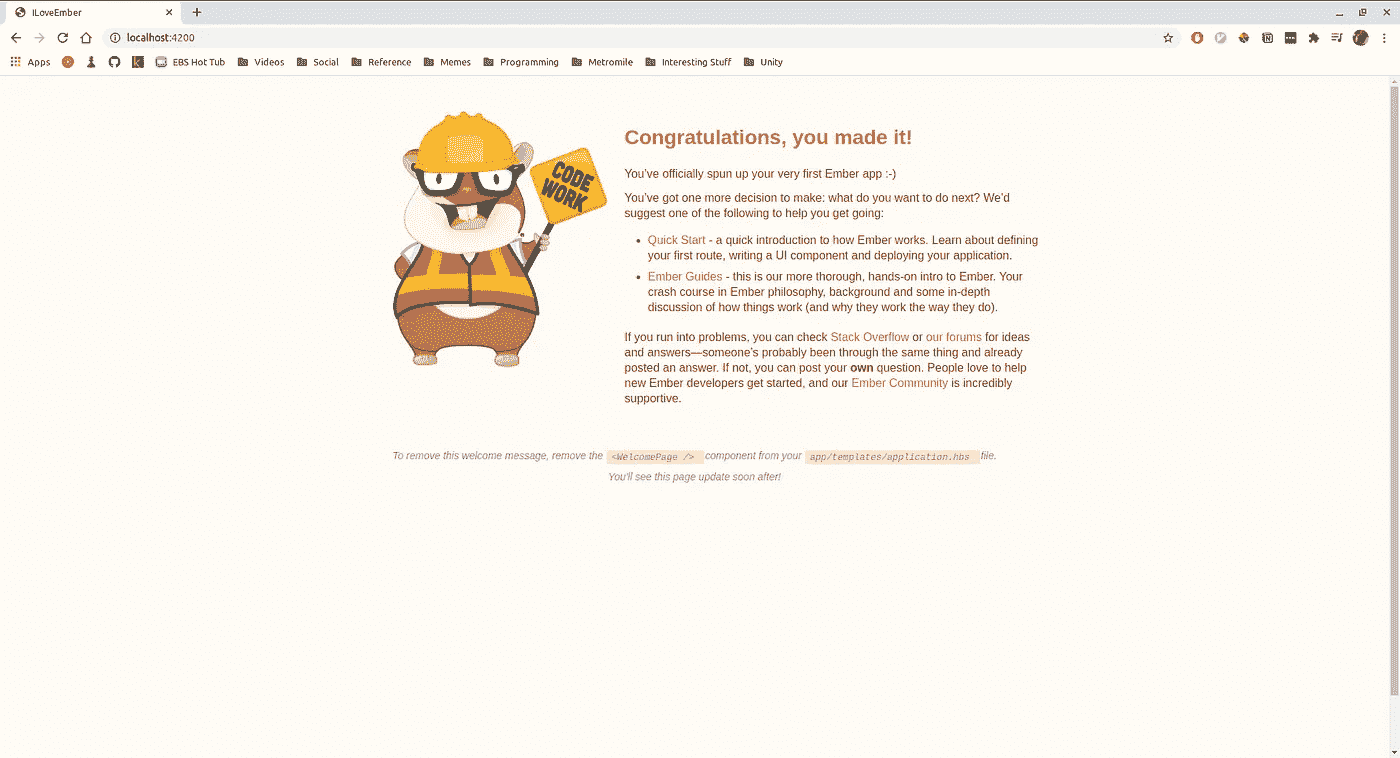 ILoveEmber
localhost:4200
Apps EBS Hot Tub Videos Social Reference Memes Programming Metromile Interesting Stuff Unity
CODE
WORK
Congratulations, you made it!
You've officially spun up your very first Ember app :-)
You've got one more decision to make: what do you want to do next? We'd
suggest one of the following to help you get going:
• Quick Start - a quick introduction to how Ember works. Learn about defining
your first route, writing a UI component and deploying your application.
• Ember Guides - this is our more thorough, hands-on intro to Ember. Your
crash course in Ember philosophy, background and some in-depth
discussion of how things work (and why they work the way they do).
If you run into problems, you can check Stack Overflow or our forums for ideas
and answers—someone's probably been through the same thing and already
posted an answer. If not, you can post your own question. People love to help
new Ember developers get started, and our Ember Community is incredibly
supportive.
To remove this welcome message, remove the <WelcomePage /> component from your app/templates/application.hbs file.
You'll see this page update soon after!